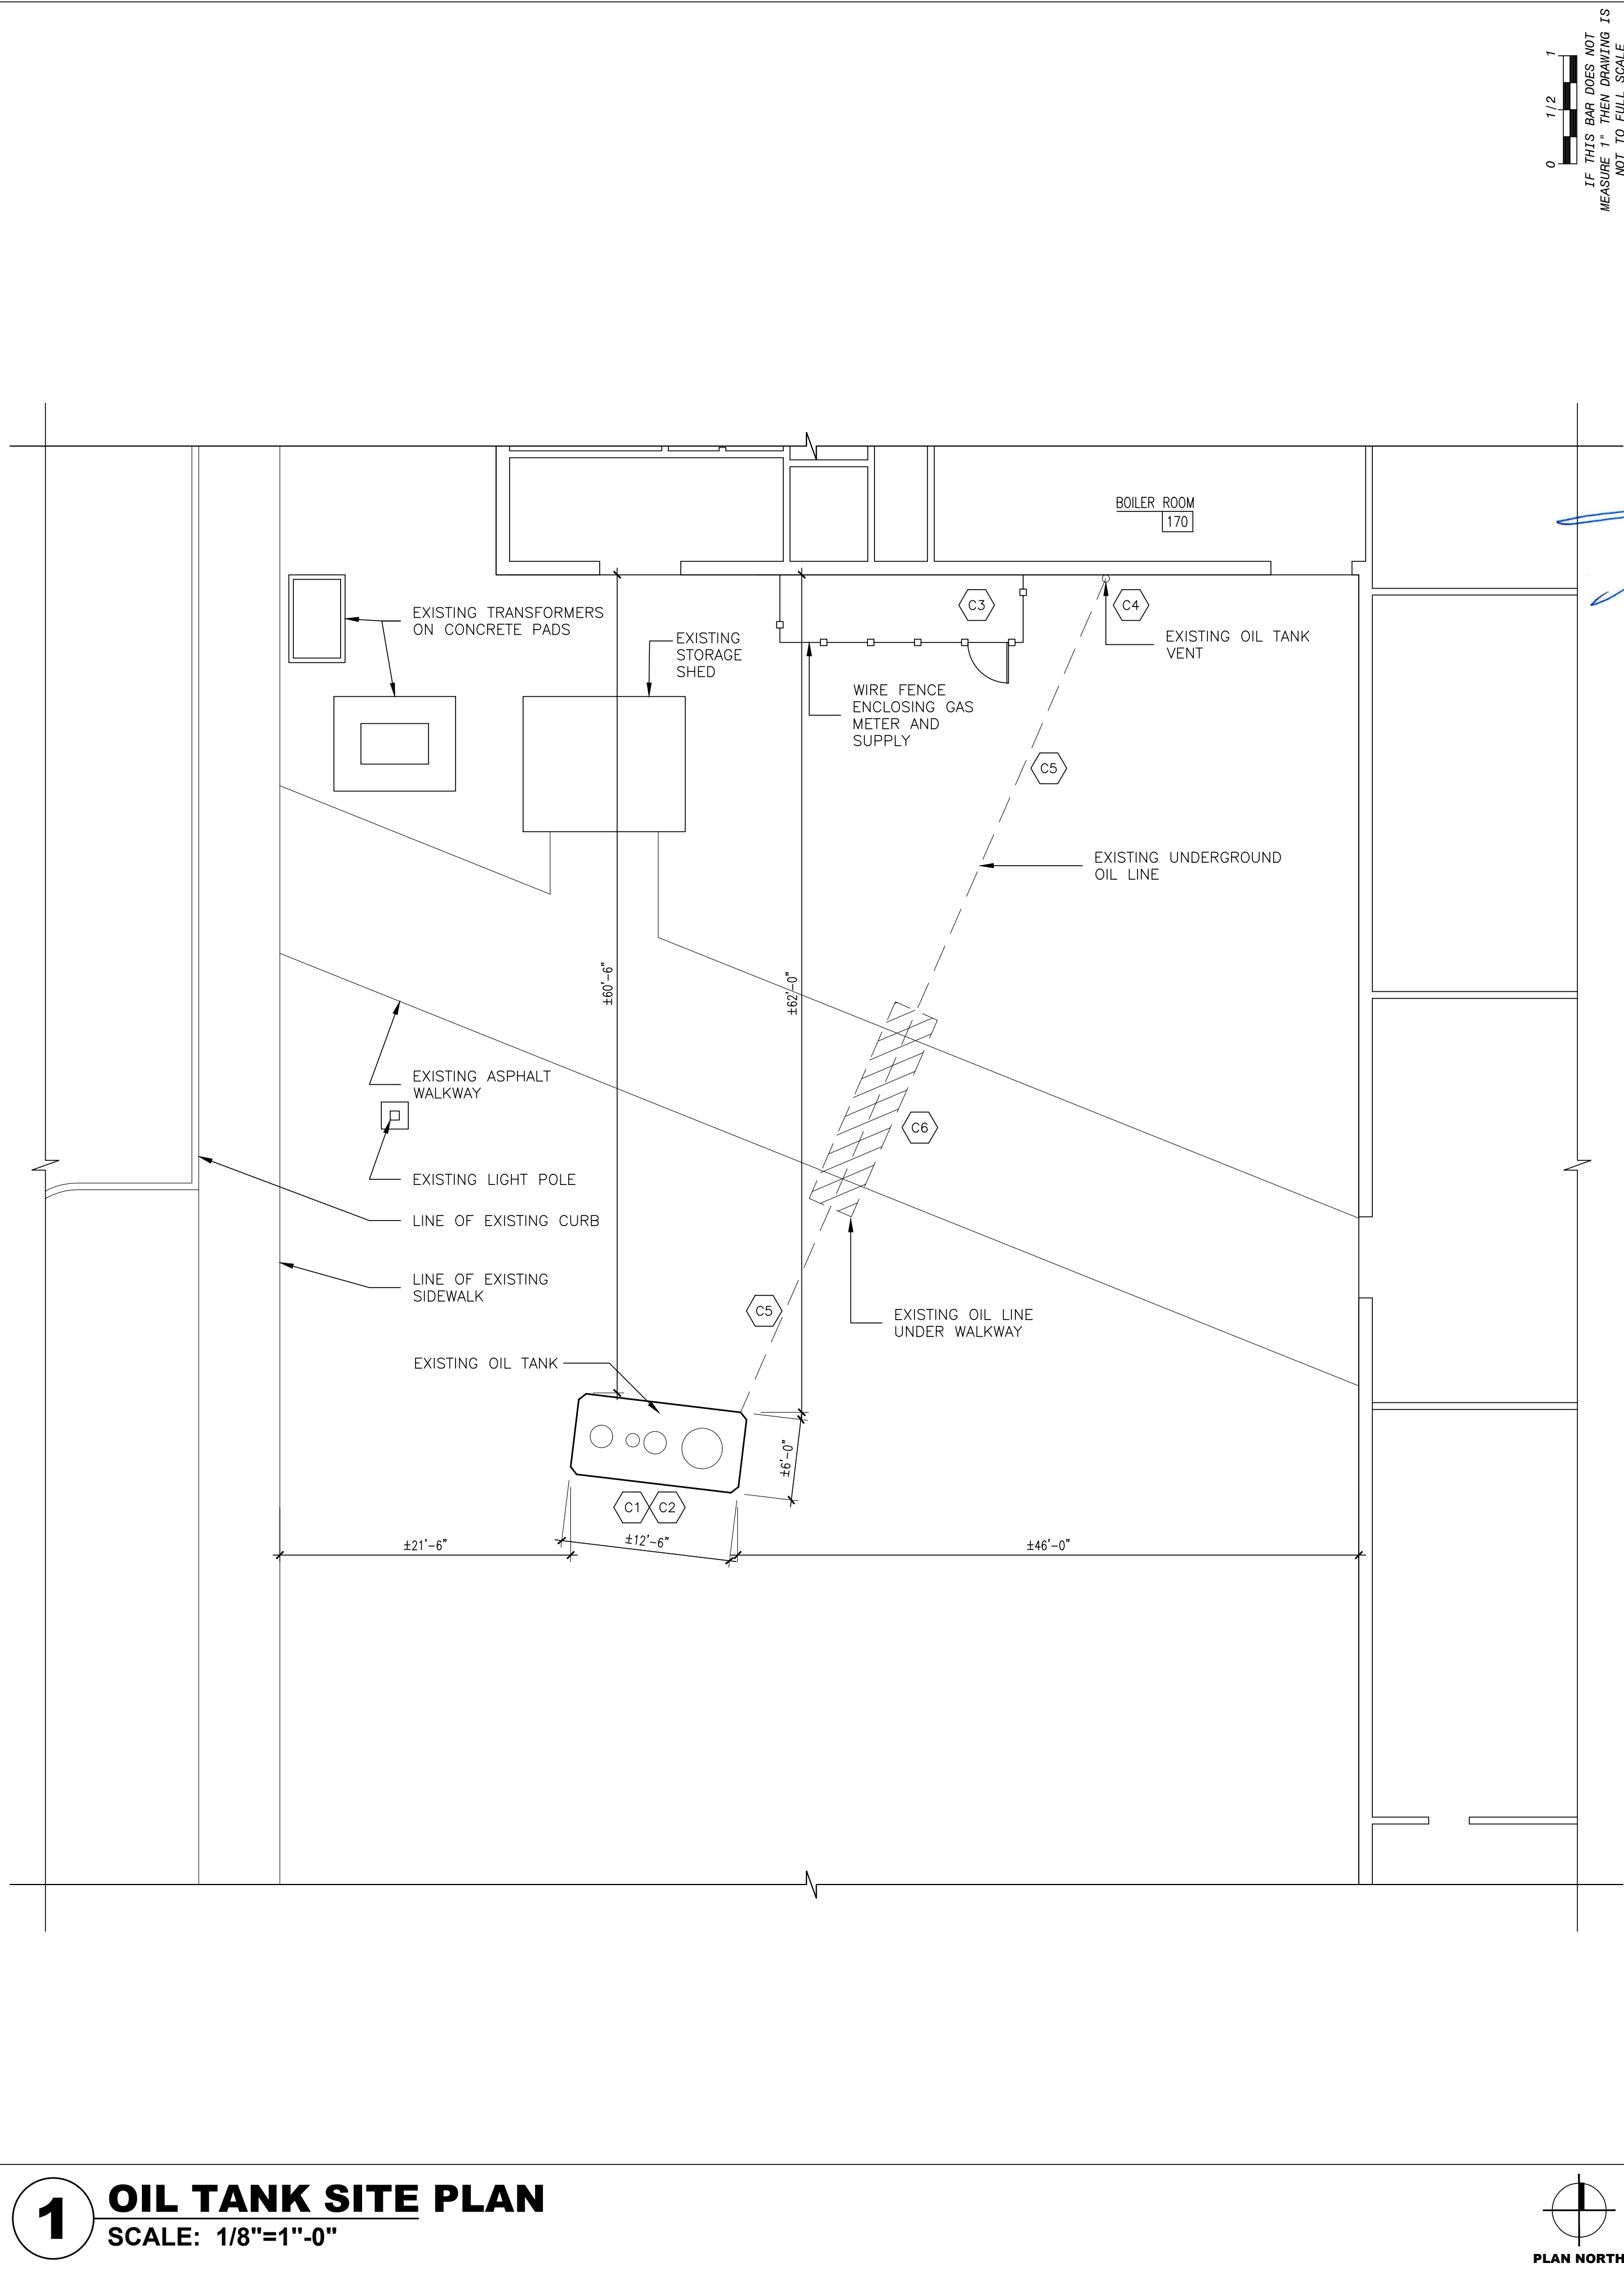 0 1/2 1
IF THIS BAR DOES NOT
MEASURE 1" THEN DRAWING IS
NOT TO FULL SCALE
BOILER ROOM
170
EXISTING TRANSFORMERS
ON CONCRETE PADS
EXISTING
STORAGE
SHED
C3
C4
EXISTING OIL TANK
VENT
WIRE FENCE
ENCLOSING GAS
METER AND
SUPPLY
C5
EXISTING UNDERGROUND
OIL LINE
±60'-6"
±62'-0"
EXISTING ASPHALT
WALKWAY
C6
EXISTING LIGHT POLE
LINE OF EXISTING CURB
LINE OF EXISTING
SIDEWALK
C5
EXISTING OIL LINE
UNDER WALKWAY
EXISTING OIL TANK
±6'-0"
C1
C2
±21'-6"
±12'-6"
±46'-0"
1
OIL TANK SITE PLAN
SCALE: 1/8"=1"-0"
PLAN NORTH